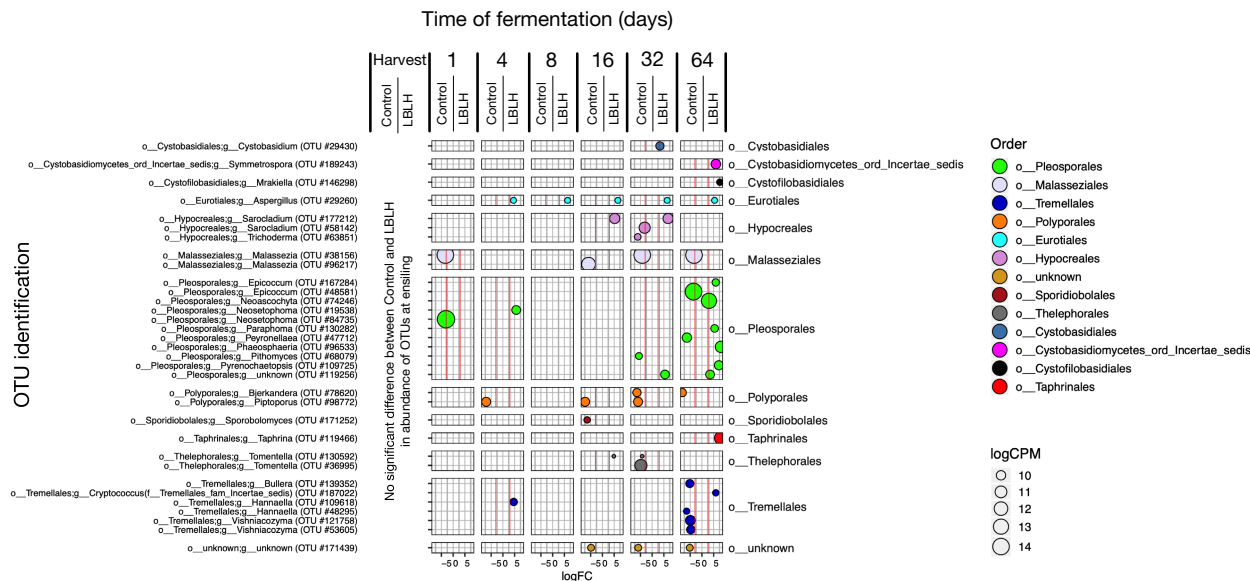 Time of fermentation (days)
Harvest 1 4 8 16 32 64
Control LBLH Control LBLH Control LBLH Control LBLH Control LBLH Control LBLH Control LBLH
OTU identification
No significant difference between Control and LBLH
in abundance of OTUs at ensiling
o__Cystobasidiales;g__Cystobasidium (OTU #29430)
o__Cystobasidiomycetes_ord_Incertae_sedis;g__Symmetrospora (OTU #189243)
o__Cystofilobasidiales;g__Mrakiella (OTU #146298)
o__Eurotiales;g__Aspergillus (OTU #29260)
o__Hypocreales;g__Sarocladium (OTU #177212)
o__Hypocreales;g__Sarocladium (OTU #58142)
o__Hypocreales;g__Trichoderma (OTU #63851)
o__Malasseziales;g__Malassezia (OTU #38156)
o__Malasseziales;g__Malassezia (OTU #96217)
o__Pleosporales;g__Epicoccum (OTU #167284)
o__Pleosporales;g__Epicoccum (OTU #48581)
o__Pleosporales;g__Neoascochyta (OTU #74246)
o__Pleosporales;g__Neosetophoma (OTU #19538)
o__Pleosporales;g__Neosetophoma (OTU #84735)
o__Pleosporales;g__Paraphoma (OTU #130282)
o__Pleosporales;g__Peyronellaea (OTU #47712)
o__Pleosporales;g__Phaeosphaeria (OTU #96533)
o__Pleosporales;g__Pithomyces (OTU #68079)
o__Pleosporales;g__Pyrenochaetopsis (OTU #109725)
o__Pleosporales;g__unknown (OTU #119256)
o__Polyporales;g__Bjerkandera (OTU #78620)
o__Polyporales;g__Piptoporus (OTU #98772)
o__Sporidiobolales;g__Sporobolomyces (OTU #171252)
o__Taphrinales;g__Taphrina (OTU #119466)
o__Thelephorales;g__Tomentella (OTU #130592)
o__Thelephorales;g__Tomentella (OTU #36995)
o__Tremellales;g__Bullera (OTU #139352)
o__Tremellales;g__Cryptococcus(f__Tremellales_fam_Incertae_sedis) (OTU #187022)
o__Tremellales;g__Hannaella (OTU #109618)
o__Tremellales;g__Hannaella (OTU #48295)
o__Tremellales;g__Vishniacozyma (OTU #121758)
o__Tremellales;g__Vishniacozyma (OTU #53605)
o__unknown;g__unknown (OTU #171439)
o__Cystobasidiales
o__Cystobasidiomycetes_ord_Incertae_sedis
o__Cystofilobasidiales
o__Eurotiales
o__Hypocreales
o__Malasseziales
o__Pleosporales
o__Polyporales
o__Sporidiobolales
o__Taphrinales
o__Thelephorales
o__Tremellales
o__unknown
−50 5 −50 5 −50 5 −50 5 −50 5 −50 5
logFC
Order
o__Pleosporales
o__Malasseziales
o__Tremellales
o__Polyporales
o__Eurotiales
o__Hypocreales
o__unknown
o__Sporidiobolales
o__Thelephorales
o__Cystobasidiales
o__Cystobasidiomycetes_ord_Incertae_sedis
o__Cystofilobasidiales
o__Taphrinales
logCPM
10
11
12
13
14